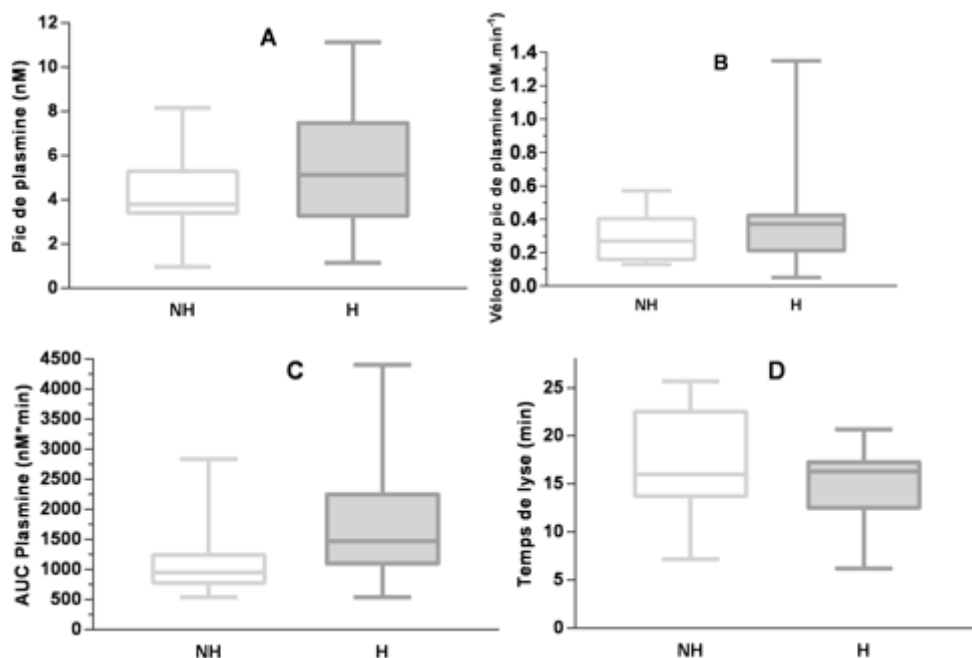 A
Pic de plasmine (nM)
12
10
8
6
4
2
0
NH
H
B
Vélocité du pic de plasmine (nM.min⁻¹)
1.4
1.2
1.0
0.8
0.6
0.4
0.2
0.0
NH
H
C
AUC Plasmine (nM*min)
4500
4000
3500
3000
2500
2000
1500
1000
500
0
NH
H
D
Temps de lyse (min)
25
20
15
10
5
0
NH
H